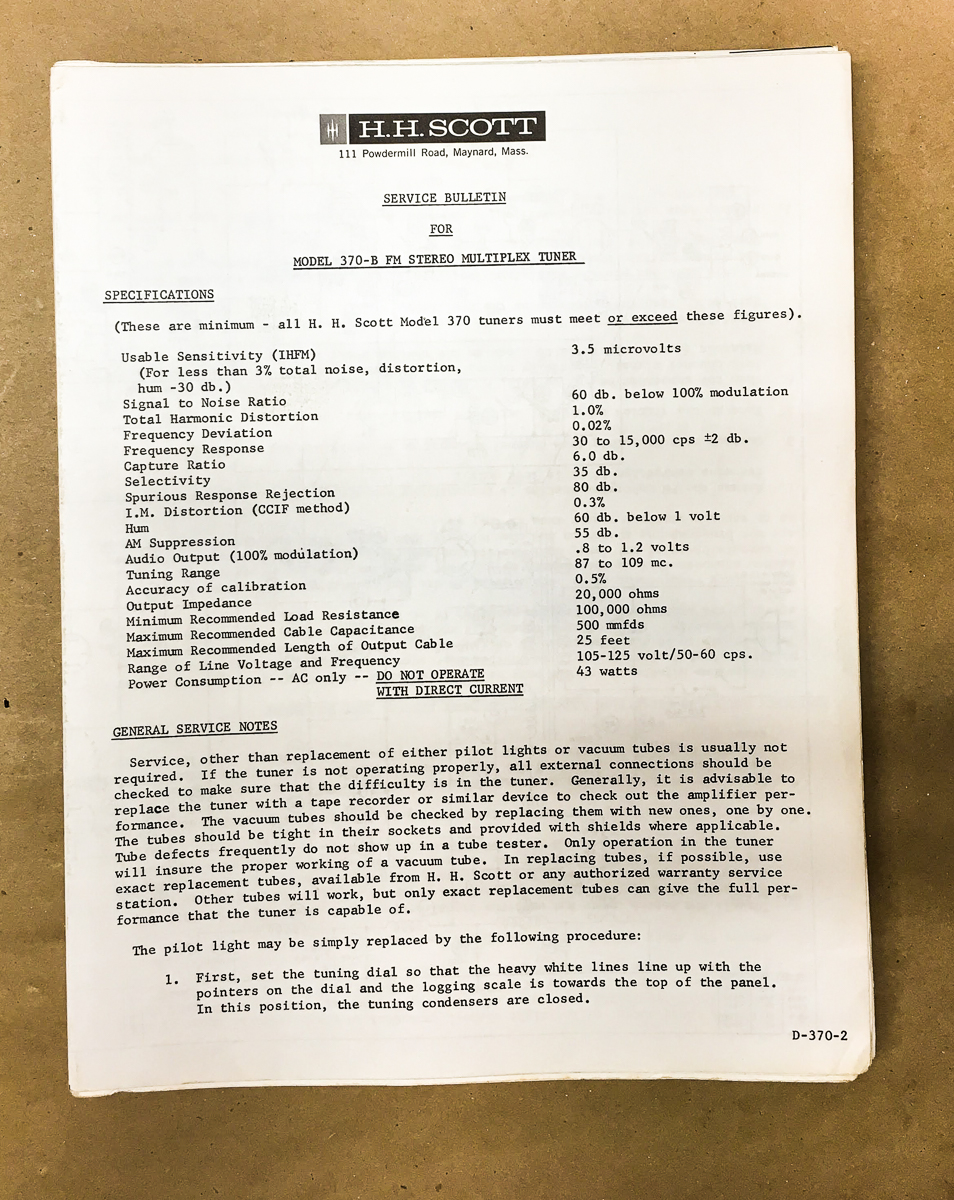 H.H. SCOTT
111 Powdermill Road, Maynard, Mass.
SERVICE BULLETIN
FOR
MODEL 370-B FM STEREO MULTIPLEX TUNER
SPECIFICATIONS
(These are minimum - all H. H. Scott Model 370 tuners must meet or exceed these figures).
Usable Sensitivity (IHFM) 3.5 microvolts
(For less than 3% total noise, distortion,
hum -30 db.)
Signal to Noise Ratio 60 db. below 100% modulation
Total Harmonic Distortion 1.0%
Frequency Deviation 0.02%
Frequency Response 30 to 15,000 cps ±2 db.
Capture Ratio 6.0 db.
Selectivity 35 db.
Spurious Response Rejection 80 db.
I.M. Distortion (CCIF method) 0.3%
Hum 60 db. below 1 volt
AM Suppression 55 db.
Audio Output (100% modulation) .8 to 1.2 volts
Tuning Range 87 to 109 mc.
Accuracy of calibration 0.5%
Output Impedance 20,000 ohms
Minimum Recommended Load Resistance 100,000 ohms
Maximum Recommended Cable Capacitance 500 mmfds
Maximum Recommended Length of Output Cable 25 feet
Range of Line Voltage and Frequency 105-125 volt/50-60 cps.
Power Consumption -- AC only -- DO NOT OPERATE 43 watts
WITH DIRECT CURRENT
GENERAL SERVICE NOTES
Service, other than replacement of either pilot lights or vacuum tubes is usually not
required. If the tuner is not operating properly, all external connections should be
checked to make sure that the difficulty is in the tuner. Generally, it is advisable to
replace the tuner with a tape recorder or similar device to check out the amplifier per-
formance. The vacuum tubes should be checked by replacing them with new ones, one by one.
The tubes should be tight in their sockets and provided with shields where applicable.
Tube defects frequently do not show up in a tube tester. Only operation in the tuner
will insure the proper working of a vacuum tube. In replacing tubes, if possible, use
exact replacement tubes, available from H. H. Scott or any authorized warranty service
station. Other tubes will work, but only exact replacement tubes can give the full per-
formance that the tuner is capable of.
The pilot light may be simply replaced by the following procedure:
1. First, set the tuning dial so that the heavy white lines line up with the
pointers on the dial and the logging scale is towards the top of the panel.
In this position, the tuning condensers are closed.
D-370-2